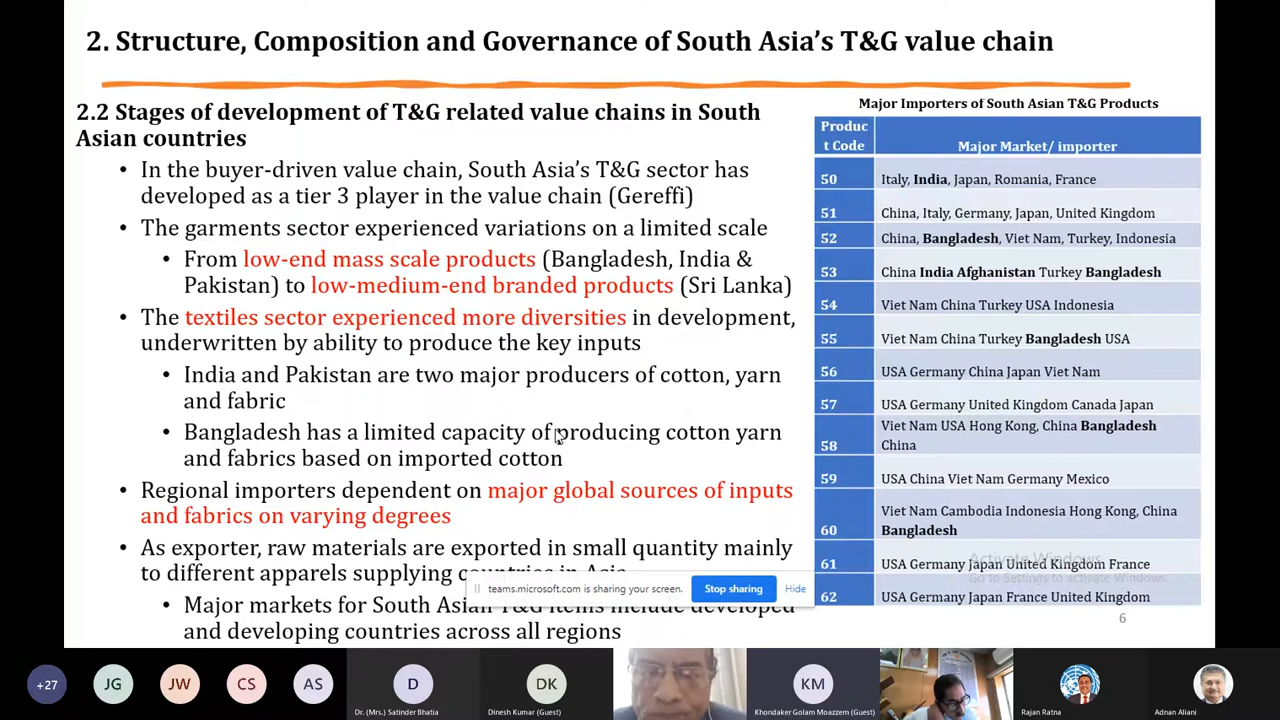 2. Structure, Composition and Governance of South Asia's T&G value chain
2.2 Stages of development of T&G related value chains in South
Asian countries
• In the buyer-driven value chain, South Asia's T&G sector has
developed as a tier 3 player in the value chain (Gereffi)
• The garments sector experienced variations on a limited scale
• From low-end mass scale products (Bangladesh, India &
Pakistan) to low-medium-end branded products (Sri Lanka)
• The textiles sector experienced more diversities in development,
underwritten by ability to produce the key inputs
• India and Pakistan are two major producers of cotton, yarn
and fabric
• Bangladesh has a limited capacity of producing cotton yarn
and fabrics based on imported cotton
• Regional importers dependent on major global sources of inputs
and fabrics on varying degrees
• As exporter, raw materials are exported in small quantity mainly
to different apparels supplying countries in Asia
• Major markets for South Asian T&G items include developed
and developing countries across all regions
Major Importers of South Asian T&G Products
Produc
t Code Major Market/ importer
50 Italy, India, Japan, Romania, France
51 China, Italy, Germany, Japan, United Kingdom
52 China, Bangladesh, Viet Nam, Turkey, Indonesia
53 China India Afghanistan Turkey Bangladesh
54 Viet Nam China Turkey USA Indonesia
55 Viet Nam China Turkey Bangladesh USA
56 USA Germany China Japan Viet Nam
57 USA Germany United Kingdom Canada Japan
Viet Nam USA Hong Kong, China Bangladesh
58 China
59 USA China Viet Nam Germany Mexico
Viet Nam Cambodia Indonesia Hong Kong, China
60 Bangladesh
61 USA Germany Japan United Kingdom France
62 USA Germany Japan France United Kingdom
Activate Windows
Go to Settings to activate Windows.
6
teams.microsoft.com is sharing your screen. Stop sharing Hide
+27 JG JW CS AS D DK KM
Dr. (Mrs.) Satinder Bhatia Dinesh Kumar (Guest) Khondaker Golam Moazzem (Guest) Rajan Ratna Adnan Aliani